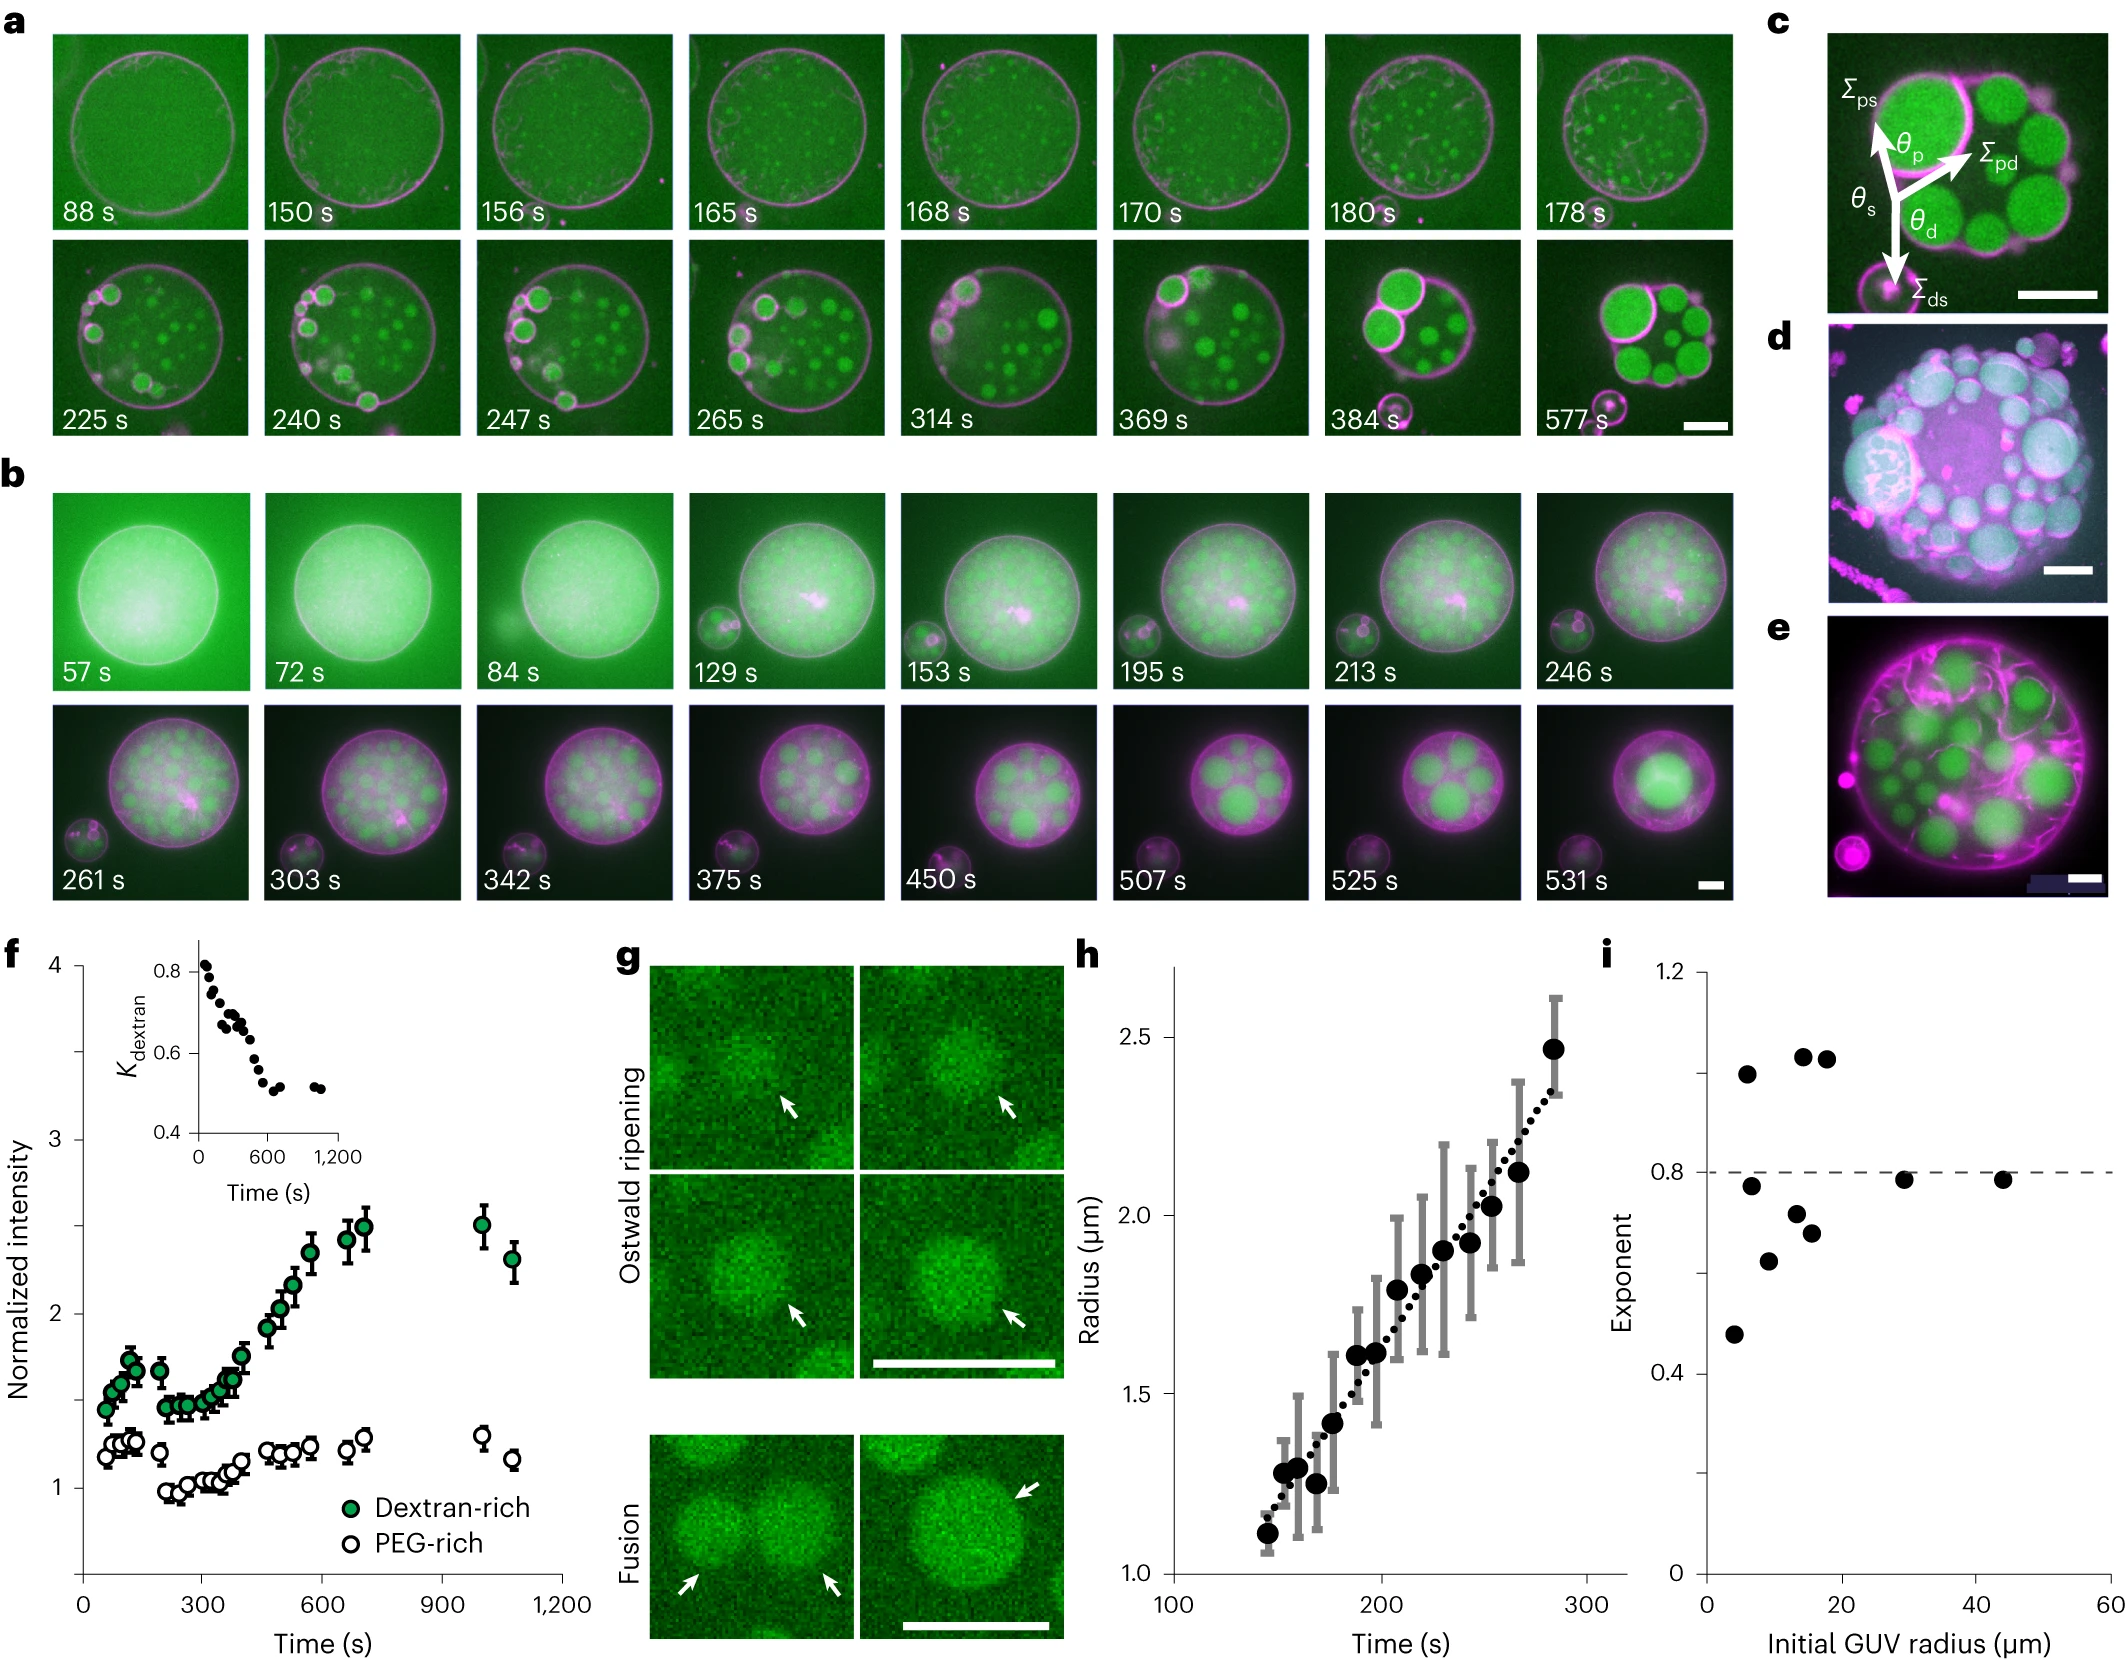 a
88 s
150 s
156 s
165 s
168 s
170 s
180 s
178 s
225 s
240 s
247 s
265 s
314 s
369 s
384 s
577 s
b
57 s
72 s
84 s
129 s
153 s
195 s
213 s
246 s
261 s
303 s
342 s
375 s
450 s
507 s
525 s
531 s
c
Σps
θp
Σpd
θs
θd
Σds
d
e
f
Normalized intensity
4
3
2
1
0
300
600
900
1,200
Time (s)
Dextran-rich
PEG-rich
Kdextran
0.8
0.6
0.4
0
600
1,200
Time (s)
g
Ostwald ripening
Fusion
h
Radius (μm)
2.5
2.0
1.5
1.0
100
200
300
Time (s)
i
Exponent
1.2
0.8
0.4
0
0
20
40
60
Initial GUV radius (μm)